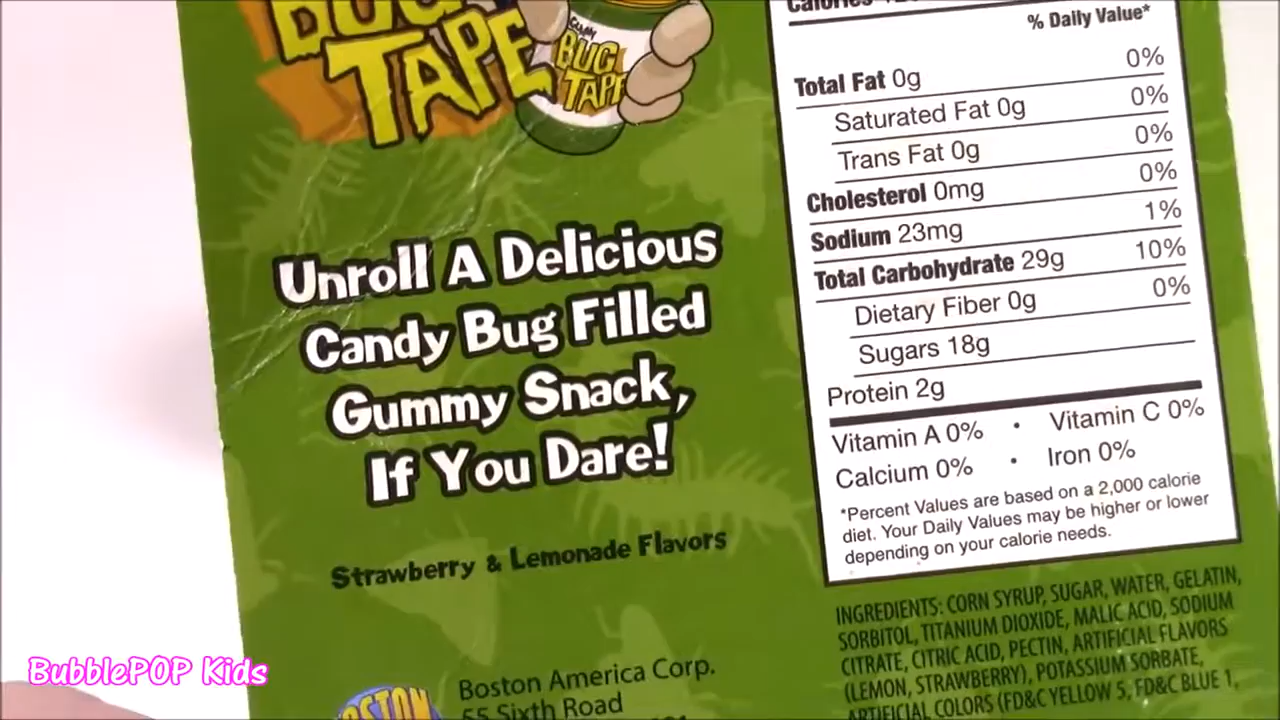 BUG
TAPE
GUMMY
BUG
TAPE
Unroll A Delicious
Candy Bug Filled
Gummy Snack,
If You Dare!
Strawberry & Lemonade Flavors
Boston America Corp.
55 Sixth Road
BOSTON
Calories
% Daily Value*
Total Fat 0g 0%
Saturated Fat 0g 0%
Trans Fat 0g 0%
Cholesterol 0mg 0%
Sodium 23mg 1%
Total Carbohydrate 29g 10%
Dietary Fiber 0g 0%
Sugars 18g
Protein 2g
Vitamin A 0% • Vitamin C 0%
Calcium 0% • Iron 0%
*Percent Values are based on a 2,000 calorie
diet. Your Daily Values may be higher or lower
depending on your calorie needs.
INGREDIENTS: CORN SYRUP, SUGAR, WATER, GELATIN,
SORBITOL, TITANIUM DIOXIDE, MALIC ACID, SODIUM
CITRATE, CITRIC ACID, PECTIN, ARTIFICIAL FLAVORS
(LEMON, STRAWBERRY), POTASSIUM SORBATE,
ARTIFICIAL COLORS (FD&C YELLOW 5, FD&C BLUE 1,
BubblePOP Kids